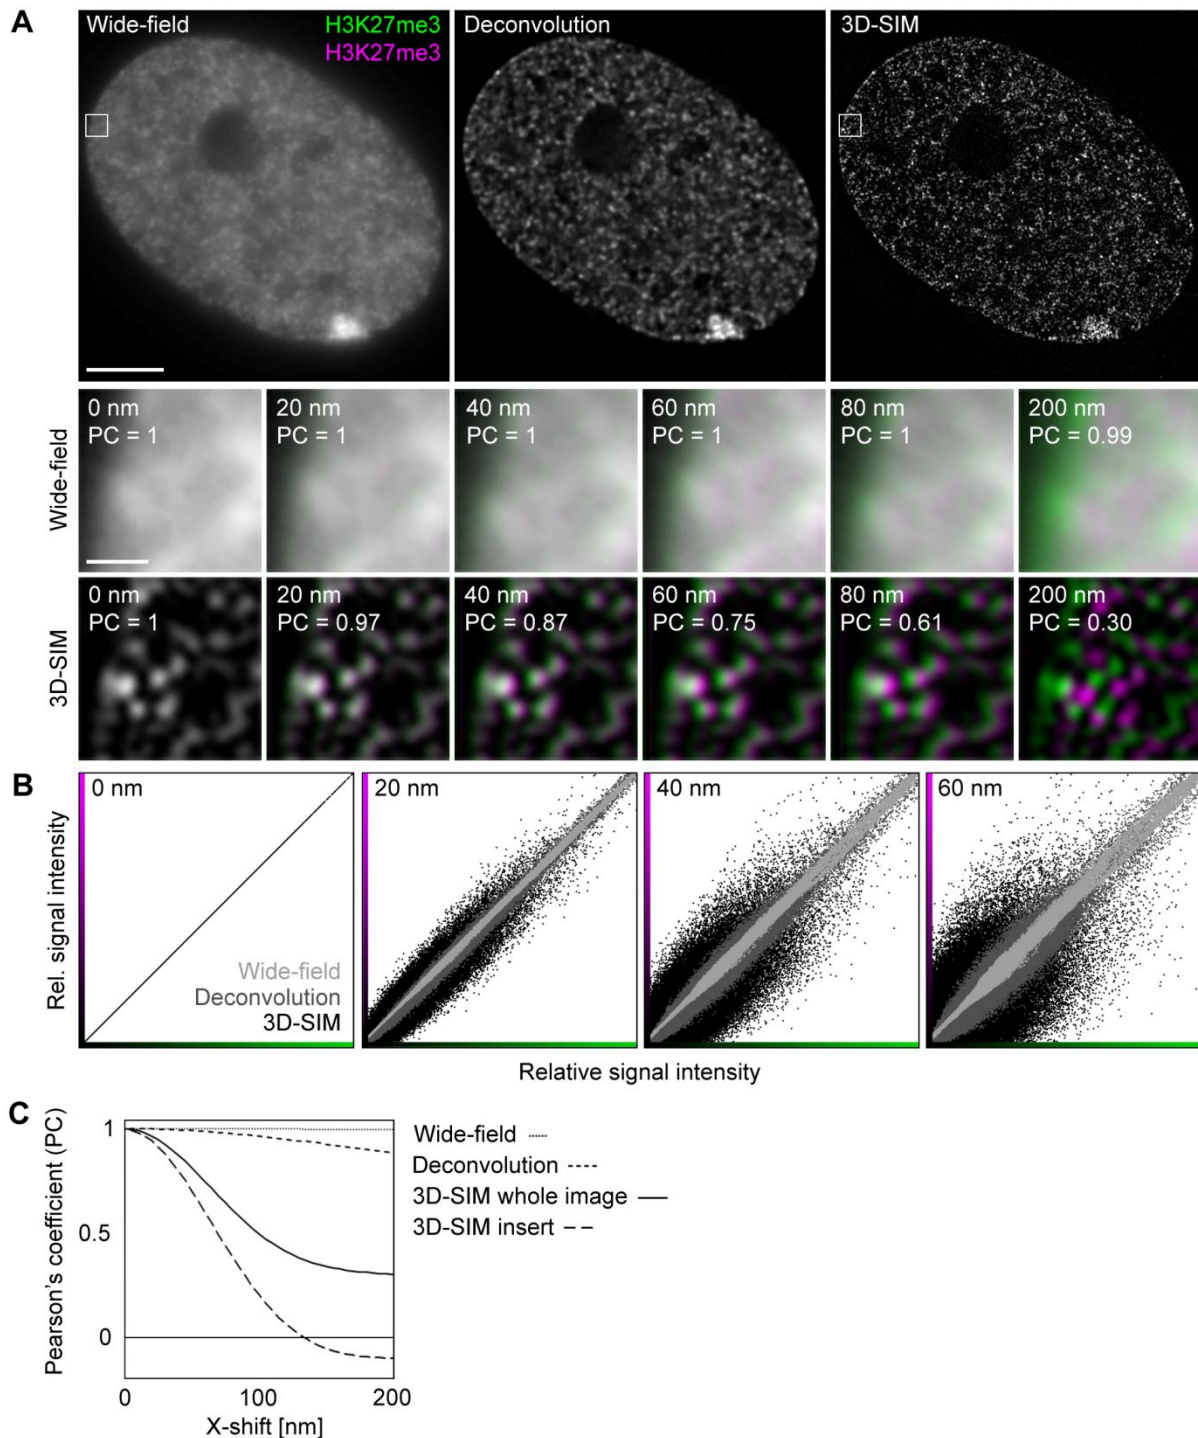 A
Wide-field
H3K27me3
H3K27me3
Deconvolution
3D-SIM
Wide-field
0 nm
PC = 1
20 nm
PC = 1
40 nm
PC = 1
60 nm
PC = 1
80 nm
PC = 1
200 nm
PC = 0.99
3D-SIM
0 nm
PC = 1
20 nm
PC = 0.97
40 nm
PC = 0.87
60 nm
PC = 0.75
80 nm
PC = 0.61
200 nm
PC = 0.30
B
Rel. signal intensity
0 nm
Wide-field
Deconvolution
3D-SIM
20 nm
40 nm
60 nm
Relative signal intensity
C
Pearson's coefficient (PC)
1
0.5
0
0
100
200
X-shift [nm]
Wide-field
Deconvolution
3D-SIM whole image
3D-SIM insert